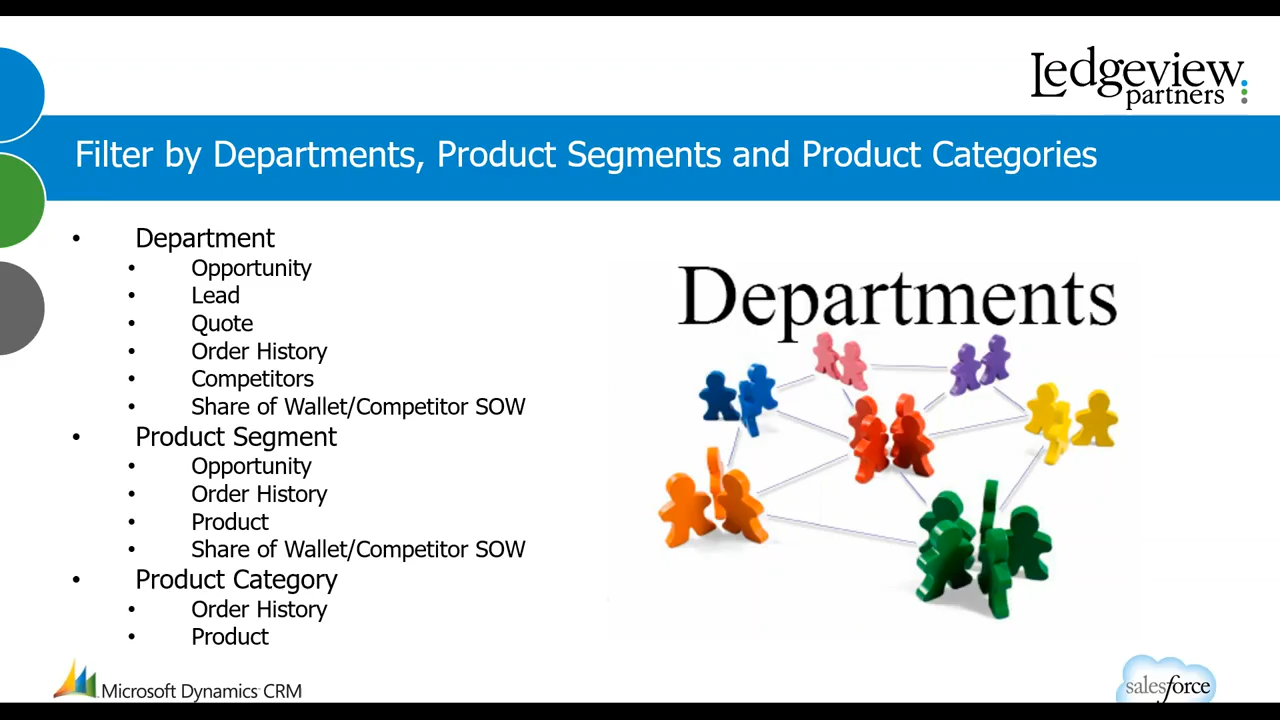 Ledgeview
partners
Filter by Departments, Product Segments and Product Categories
• Department
• Opportunity
• Lead
• Quote
• Order History
• Competitors
• Share of Wallet/Competitor SOW
• Product Segment
• Opportunity
• Order History
• Product
• Share of Wallet/Competitor SOW
• Product Category
• Order History
• Product
Departments
Microsoft Dynamics CRM
salesforce